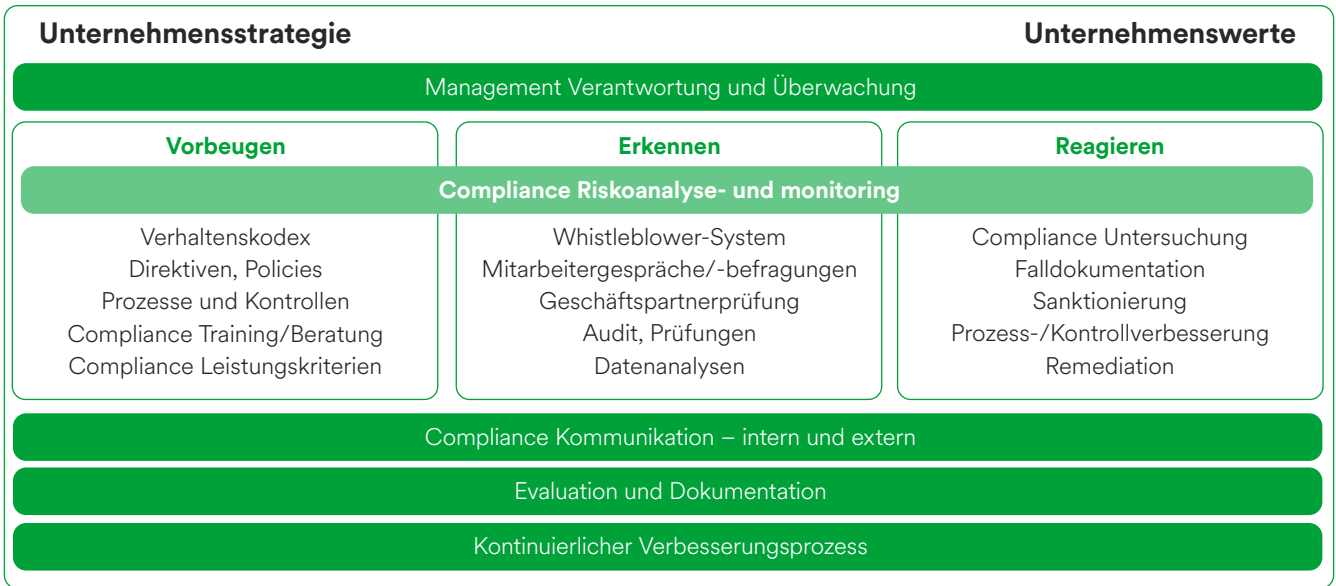 Unternehmensstrategie
Unternehmenswerte
Management Verantwortung und Überwachung
Vorbeugen
Erkennen
Reagieren
Compliance Riskoanalyse- und monitoring
Verhaltenskodex
Direktiven, Policies
Prozesse und Kontrollen
Compliance Training/Beratung
Compliance Leistungskriterien
Whistleblower-System
Mitarbeitergespräche/-befragungen
Geschäftspartnerprüfung
Audit, Prüfungen
Datenanalysen
Compliance Untersuchung
Falldokumentation
Sanktionierung
Prozess-/Kontrollverbesserung
Remediation
Compliance Kommunikation – intern und extern
Evaluation und Dokumentation
Kontinuierlicher Verbesserungsprozess